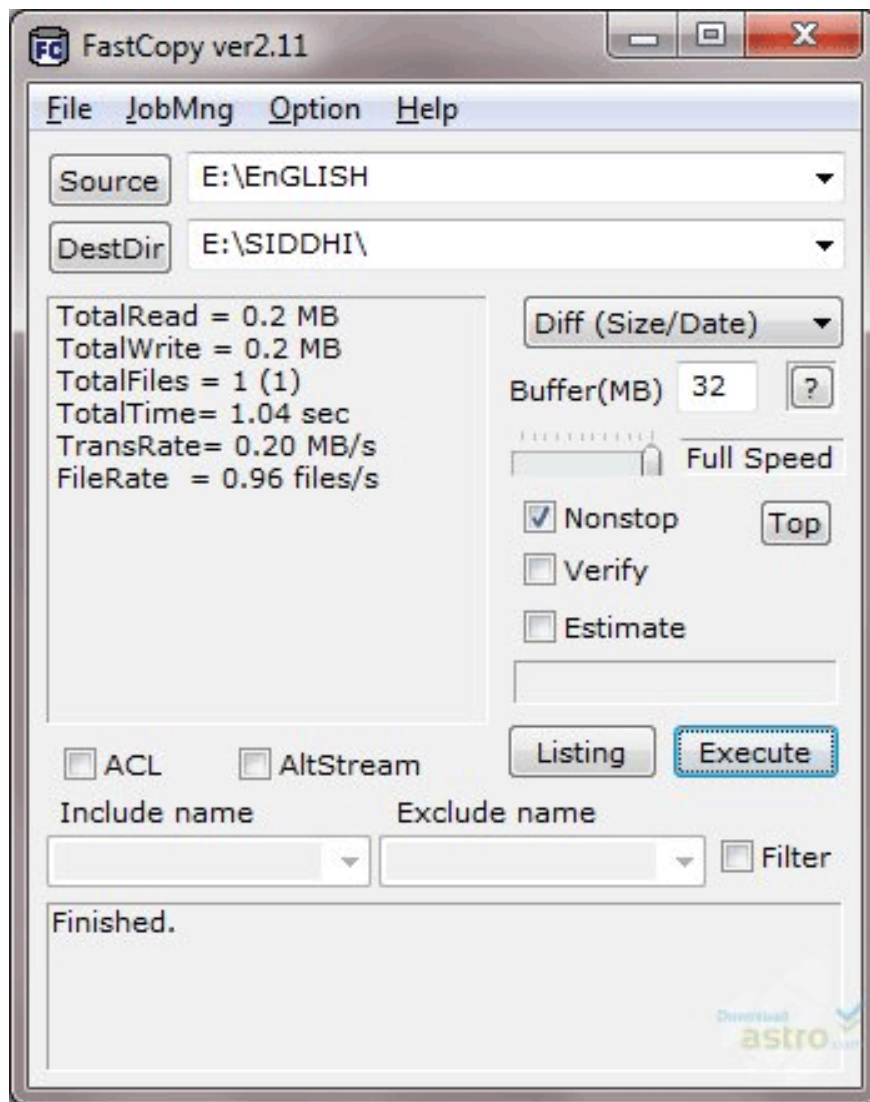 FC FastCopy ver2.11
File JobMng Option Help
Source E:\EnGLISH
DestDir E:\SIDDHI\
TotalRead = 0.2 MB
TotalWrite = 0.2 MB
TotalFiles = 1 (1)
TotalTime= 1.04 sec
TransRate= 0.20 MB/s
FileRate = 0.96 files/s
Diff (Size/Date)
Buffer(MB) 32 ?
Full Speed
Nonstop Top
Verify
Estimate
Listing Execute
ACL AltStream
Include name Exclude name
Filter
Finished.
Download
astro.com